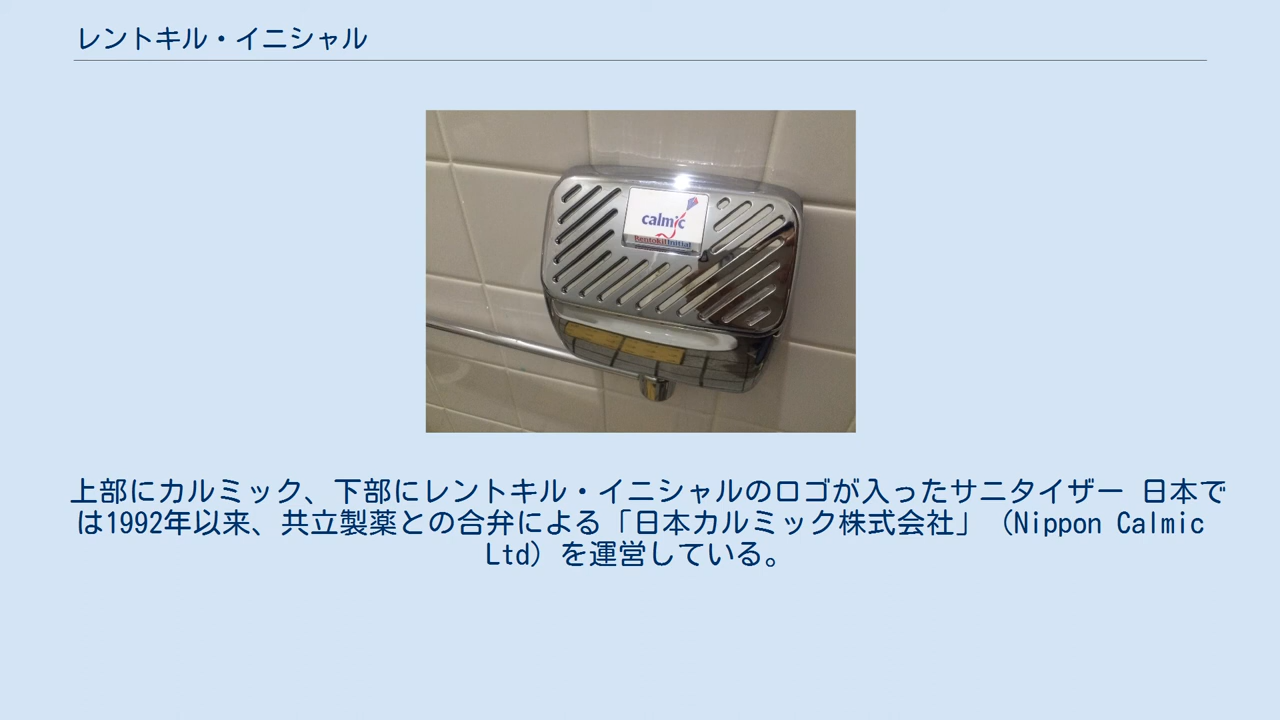 レントキル・イニシャル
calmic
RentokilInitial
上部にカルミック、下部にレントキル・イニシャルのロゴが入ったサニタイザー 日本で
は1992年以来、共立製薬との合弁による「日本カルミック株式会社」（Nippon Calmic
Ltd）を運営している。